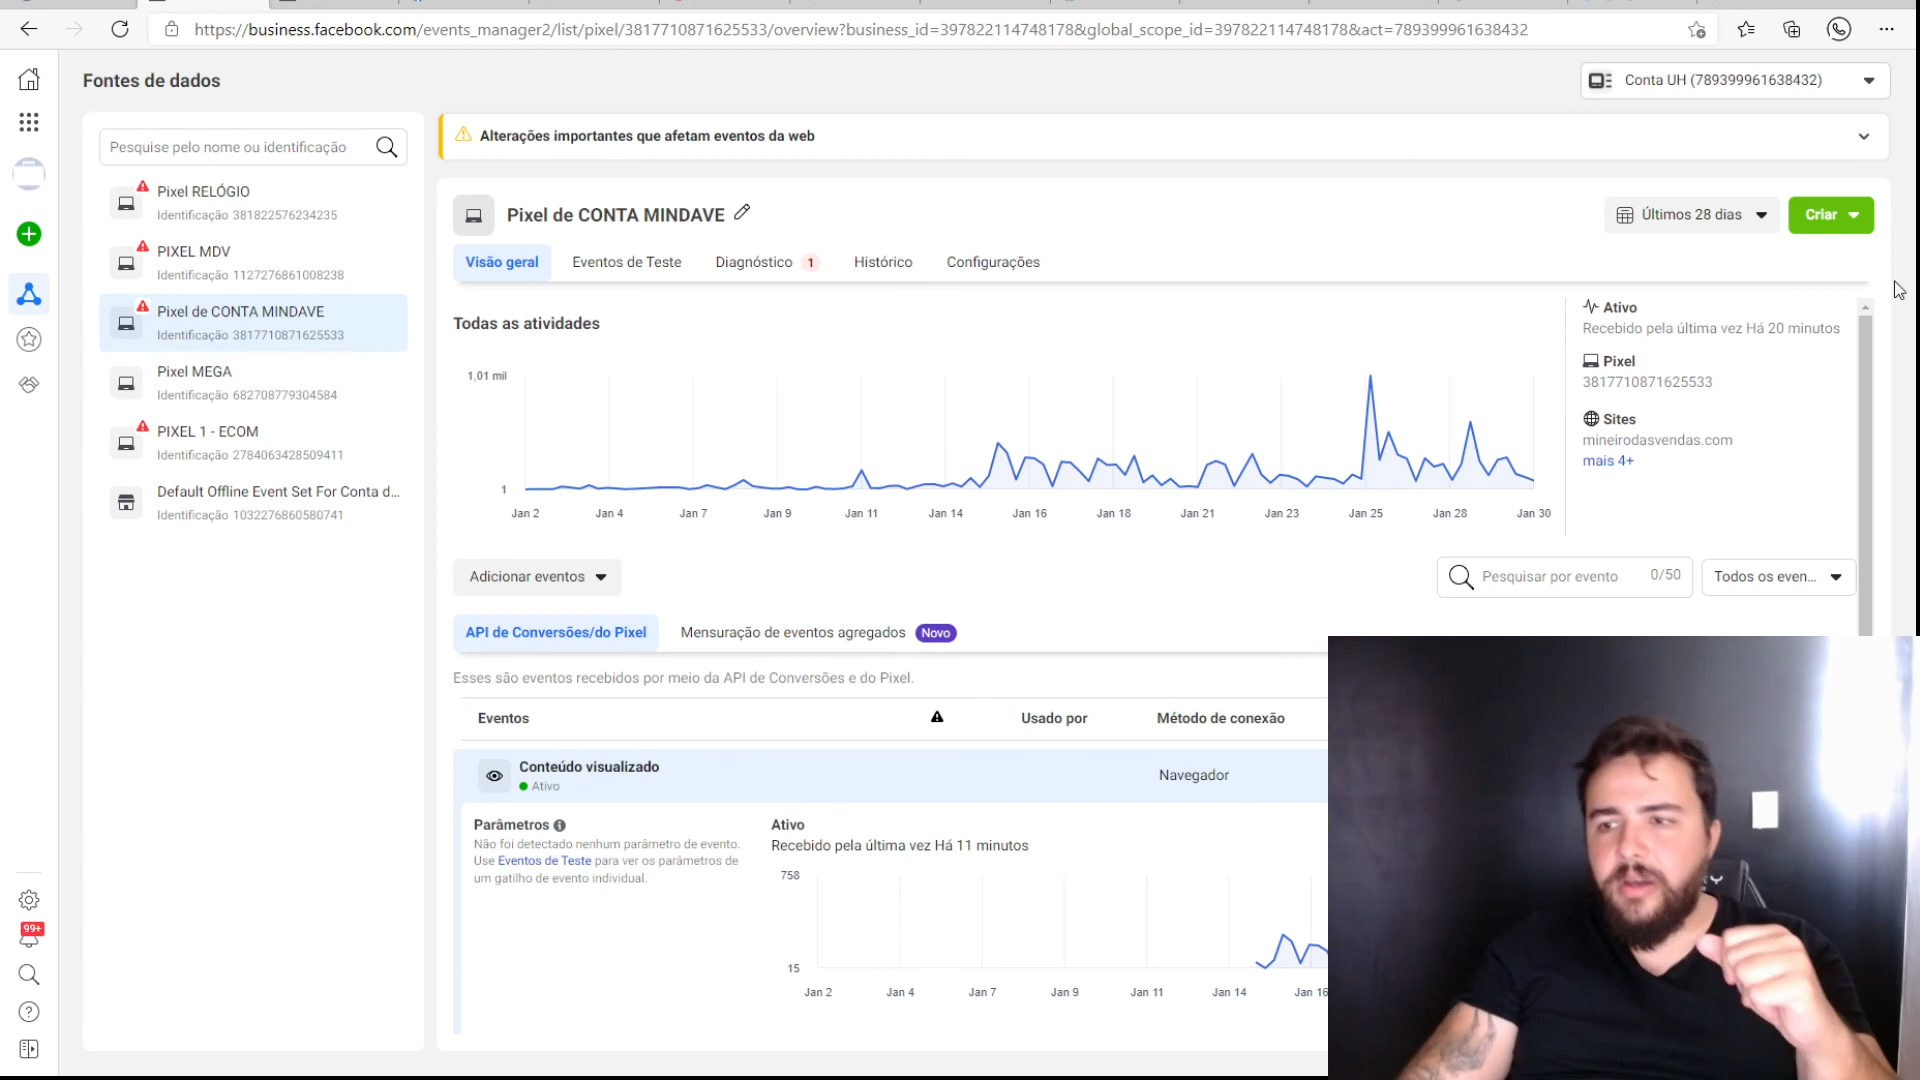 https://business.facebook.com/events_manager2/list/pixel/3817710871625533/overview?business_id=397822114748178&global_scope_id=397822114748178&act=789399961638432
Fontes de dados
Conta UH (789399961638432)
Pesquise pelo nome ou identificação
Pixel RELÓGIO
Identificação 381822576234235
PIXEL MDV
Identificação 1127276861008238
Pixel de CONTA MINDAVE
Identificação 3817710871625533
Pixel MEGA
Identificação 682708779304584
PIXEL 1 - ECOM
Identificação 2784063428509411
Default Offline Event Set For Conta d...
Identificação 1032276860580741
99+
Alterações importantes que afetam eventos da web
Pixel de CONTA MINDAVE
Últimos 28 dias
Criar
Visão geral
Eventos de Teste
Diagnóstico 1
Histórico
Configurações
Todas as atividades
1,01 mil
1
Jan 2 Jan 4 Jan 7 Jan 9 Jan 11 Jan 14 Jan 16 Jan 18 Jan 21 Jan 23 Jan 25 Jan 28 Jan 30
Ativo
Recebido pela última vez Há 20 minutos
Pixel
3817710871625533
Sites
mineirodasvendas.com
mais 4+
Adicionar eventos
Pesquisar por evento 0/50
Todos os even...
API de Conversões/do Pixel
Mensuração de eventos agregados Novo
Esses são eventos recebidos por meio da API de Conversões e do Pixel.
Eventos
Usado por
Método de conexão
Conteúdo visualizado
Ativo
Navegador
Parâmetros
Não foi detectado nenhum parâmetro de evento.
Use Eventos de Teste para ver os parâmetros de
um gatilho de evento individual.
Ativo
Recebido pela última vez Há 11 minutos
758
15
Jan 2 Jan 4 Jan 7 Jan 9 Jan 11 Jan 14 Jan 16